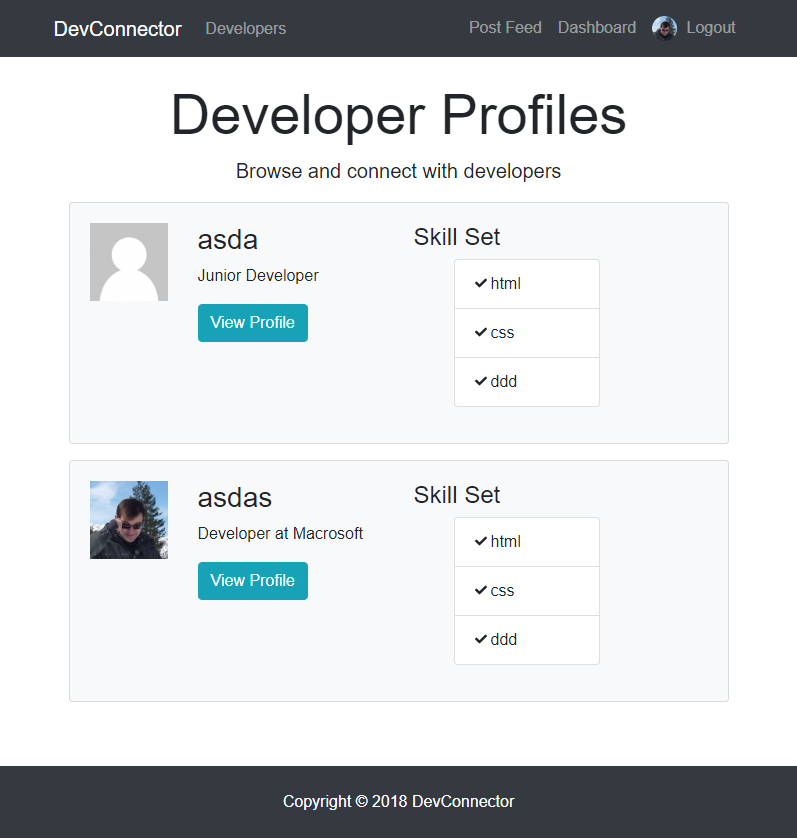 DevConnector Developers Post Feed Dashboard Logout
Developer Profiles
Browse and connect with developers
asda
Junior Developer
View Profile
Skill Set
html
css
ddd
asdas
Developer at Macrosoft
View Profile
Skill Set
html
css
ddd
Copyright © 2018 DevConnector